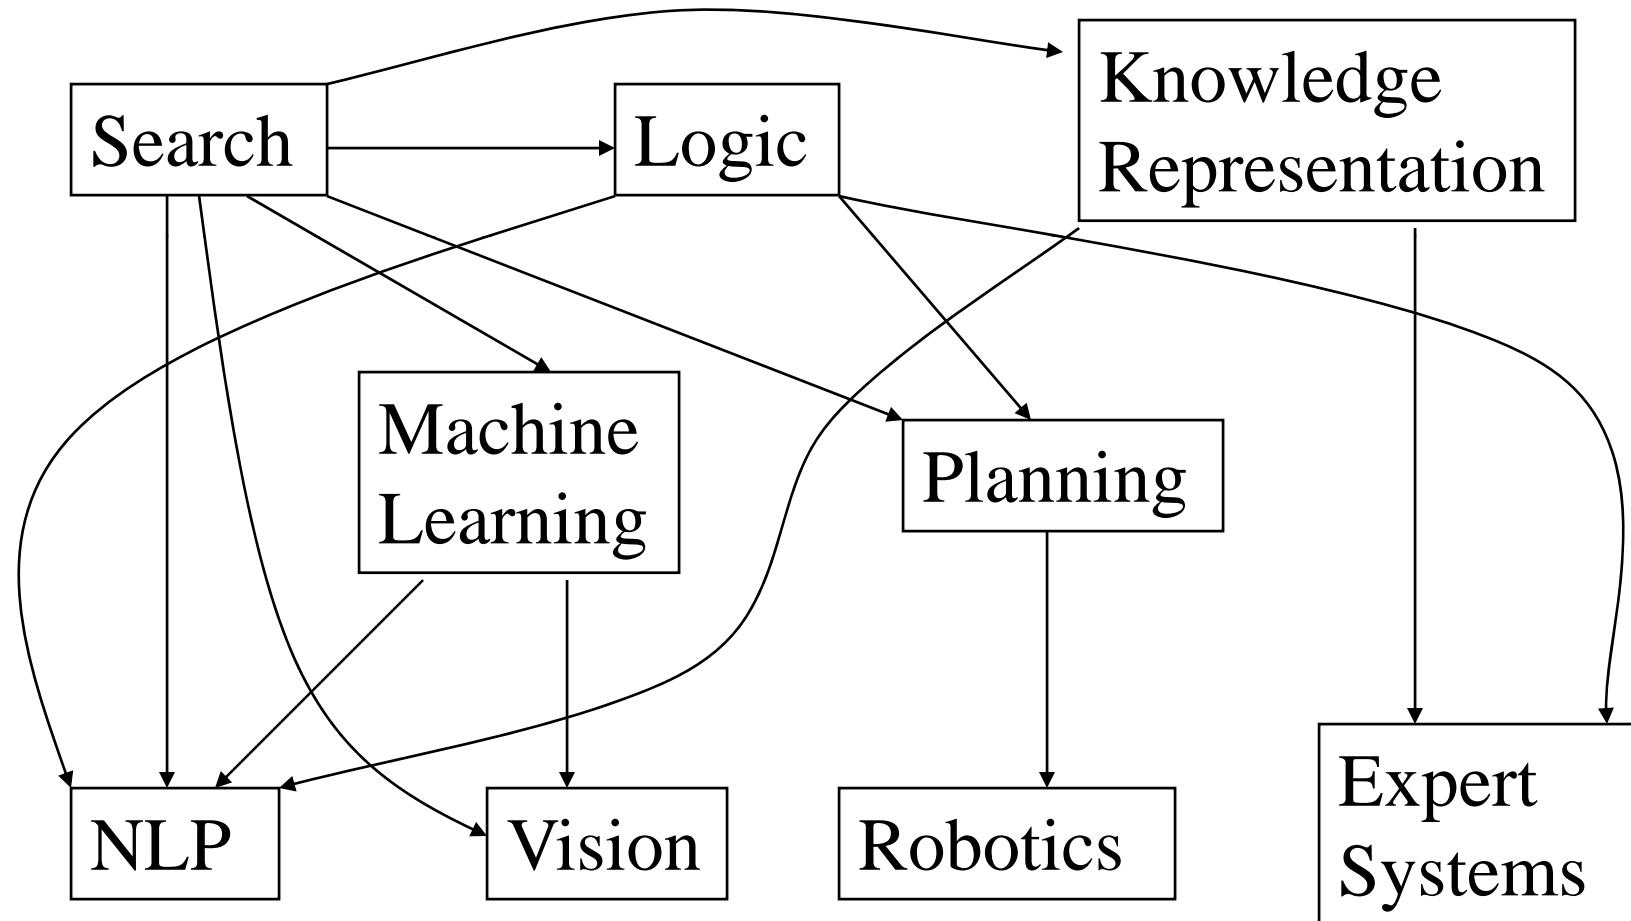 Search
Logic
Knowledge
Representation
Machine
Learning
Planning
NLP
Vision
Robotics
Expert
Systems